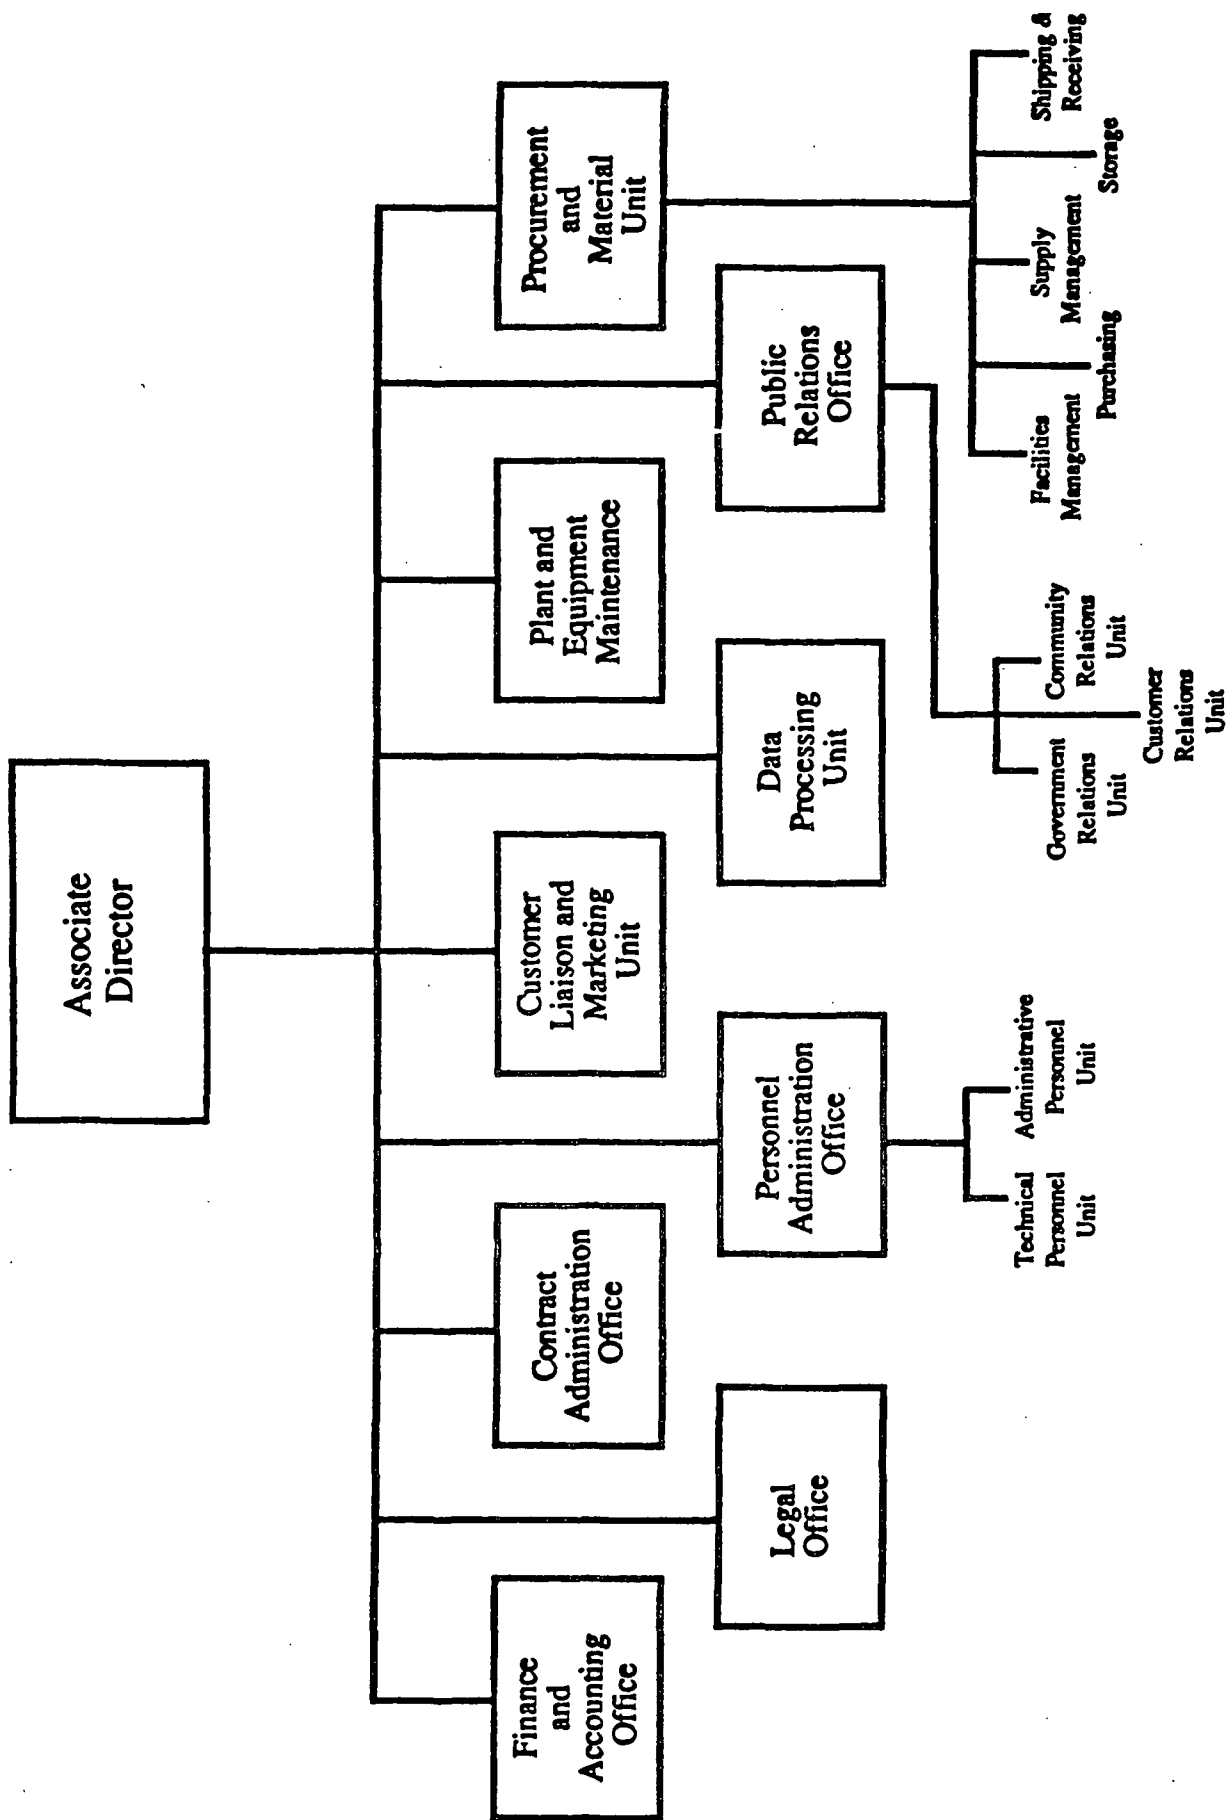 Associate
Director
Finance
and
Accounting
Office
Contract
Administration
Office
Customer
Liaison and
Marketing
Unit
Plant and
Equipment
Maintenance
Procurement
and
Material
Unit
Legal
Office
Personnel
Administration
Office
Data
Processing
Unit
Public
Relations
Office
Technical
Personnel
Unit
Administrative
Personnel
Unit
Government
Relations
Unit
Community
Relations
Unit
Customer
Relations
Unit
Facilities
Management
Purchasing
Supply
Management
Storage
Shipping &
Receiving